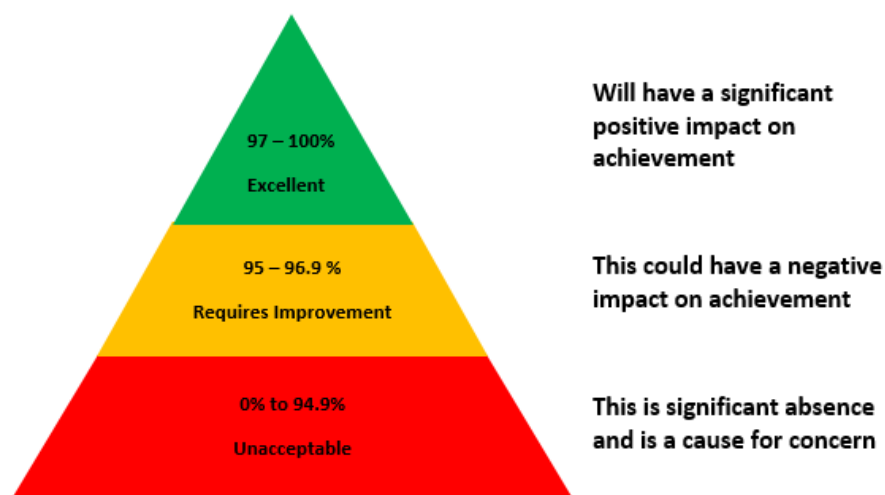 97 – 100%
Excellent
Will have a significant
positive impact on
achievement
95 – 96.9 %
Requires Improvement
This could have a negative
impact on achievement
0% to 94.9%
Unacceptable
This is significant absence
and is a cause for concern